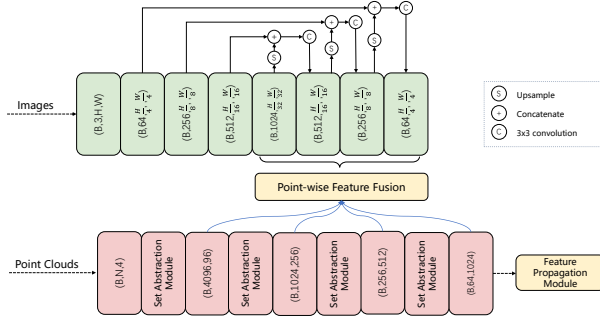 +
C
+
C
+
C
S
S
S
Images
(B,3,H,W)
(B,64,H/4,W/4)
(B,256,H/8,W/8)
(B,512,H/16,W/16)
(B,1024,H/32,W/32)
(B,512,H/16,W/16)
(B,256,H/8,W/8)
(B,64,H/4,W/4)
S Upsample
+ Concatenate
C 3x3 convolution
Point-wise Feature Fusion
Point Clouds
(B,N,4)
Set Abstraction
Module
(B,4096,96)
Set Abstraction
Module
(B,1024,256)
Set Abstraction
Module
(B,256,512)
Set Abstraction
Module
(B,64,1024)
Feature
Propagation
Module